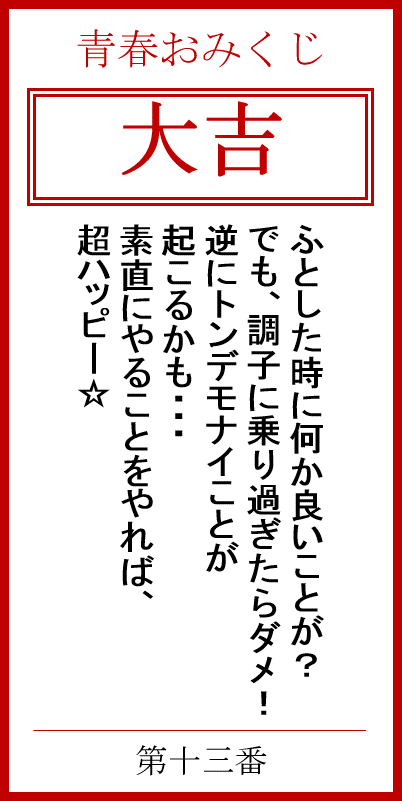 青春おみくじ
大吉
ふとした時に何か良いことが？
でも、調子に乗り過ぎたらダメ！
逆にトンデモナイことが
起こるかも・・・
素直にやることをやれば、
超ハッピー☆
第十三番